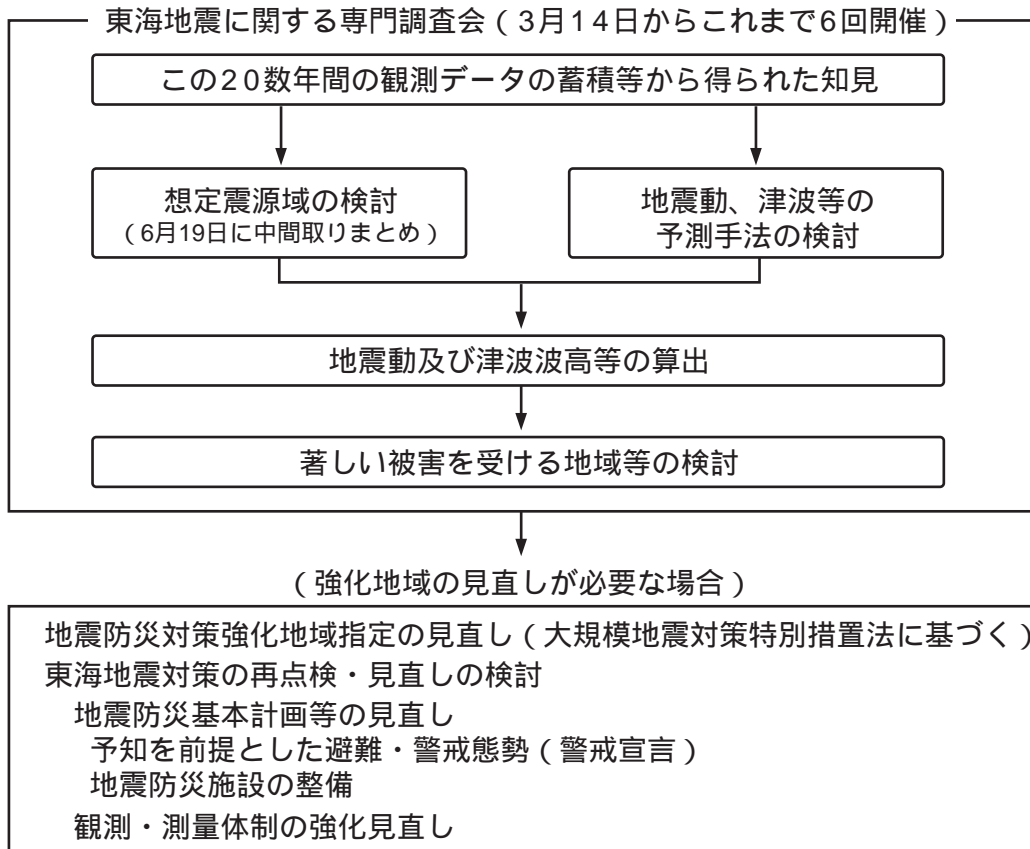 東海地震に関する専門調査会（3月14日からこれまで6回開催）
この20数年間の観測データの蓄積等から得られた知見
想定震源域の検討
（6月19日に中間取りまとめ）
地震動、津波等の
予測手法の検討
地震動及び津波波高等の算出
著しい被害を受ける地域等の検討
（強化地域の見直しが必要な場合）
地震防災対策強化地域指定の見直し（大規模地震対策特別措置法に基づく）
東海地震対策の再点検・見直しの検討
地震防災基本計画等の見直し
予知を前提とした避難・警戒態勢（警戒宣言）
地震防災施設の整備
観測・測量体制の強化見直し